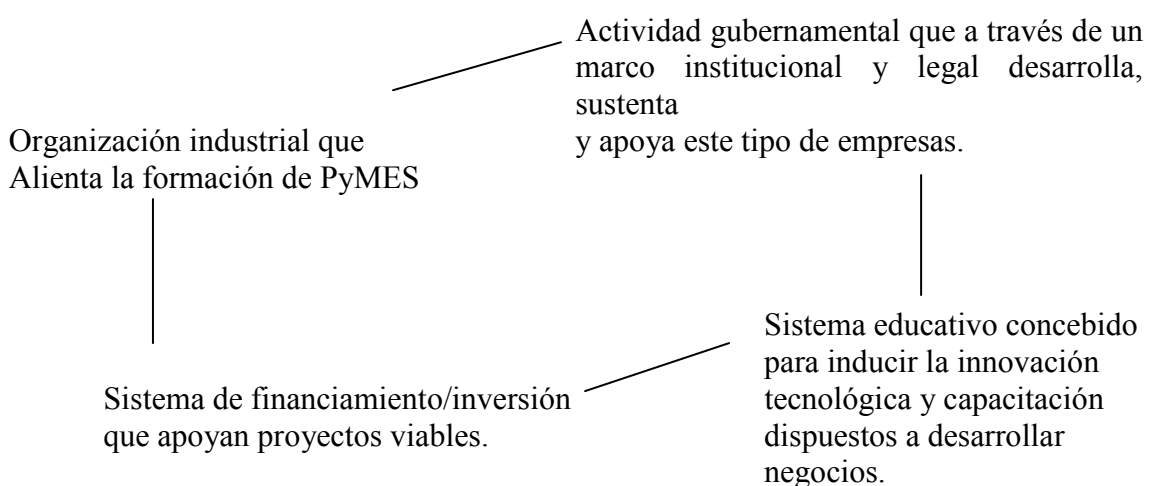 Actividad gubernamental que a través de un
marco institucional y legal desarrolla,
sustenta
y apoya este tipo de empresas.
Organización industrial que
Alienta la formación de PyMES
Sistema educativo concebido
para inducir la innovación
tecnológica y capacitación
dispuestos a desarrollar
negocios.
Sistema de financiamiento/inversión
que apoyan proyectos viables.